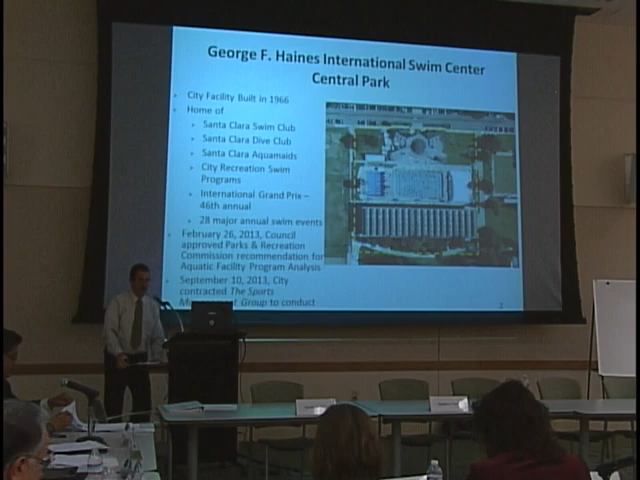 George F. Haines International Swim Center
Central Park
City Facility Built in 1966
Home of
Santa Clara Swim Club
Santa Clara Dive Club
Santa Clara Aquamaids
City Recreation Swim
Programs
International Grand Prix –
46th annual
28 major annual swim events
February 26, 2013, Council
approved Parks & Recreation
Commission recommendation for
Aquatic Facility Program Analysis
September 10, 2013, City
contracted The Sports
Group to conduct
2